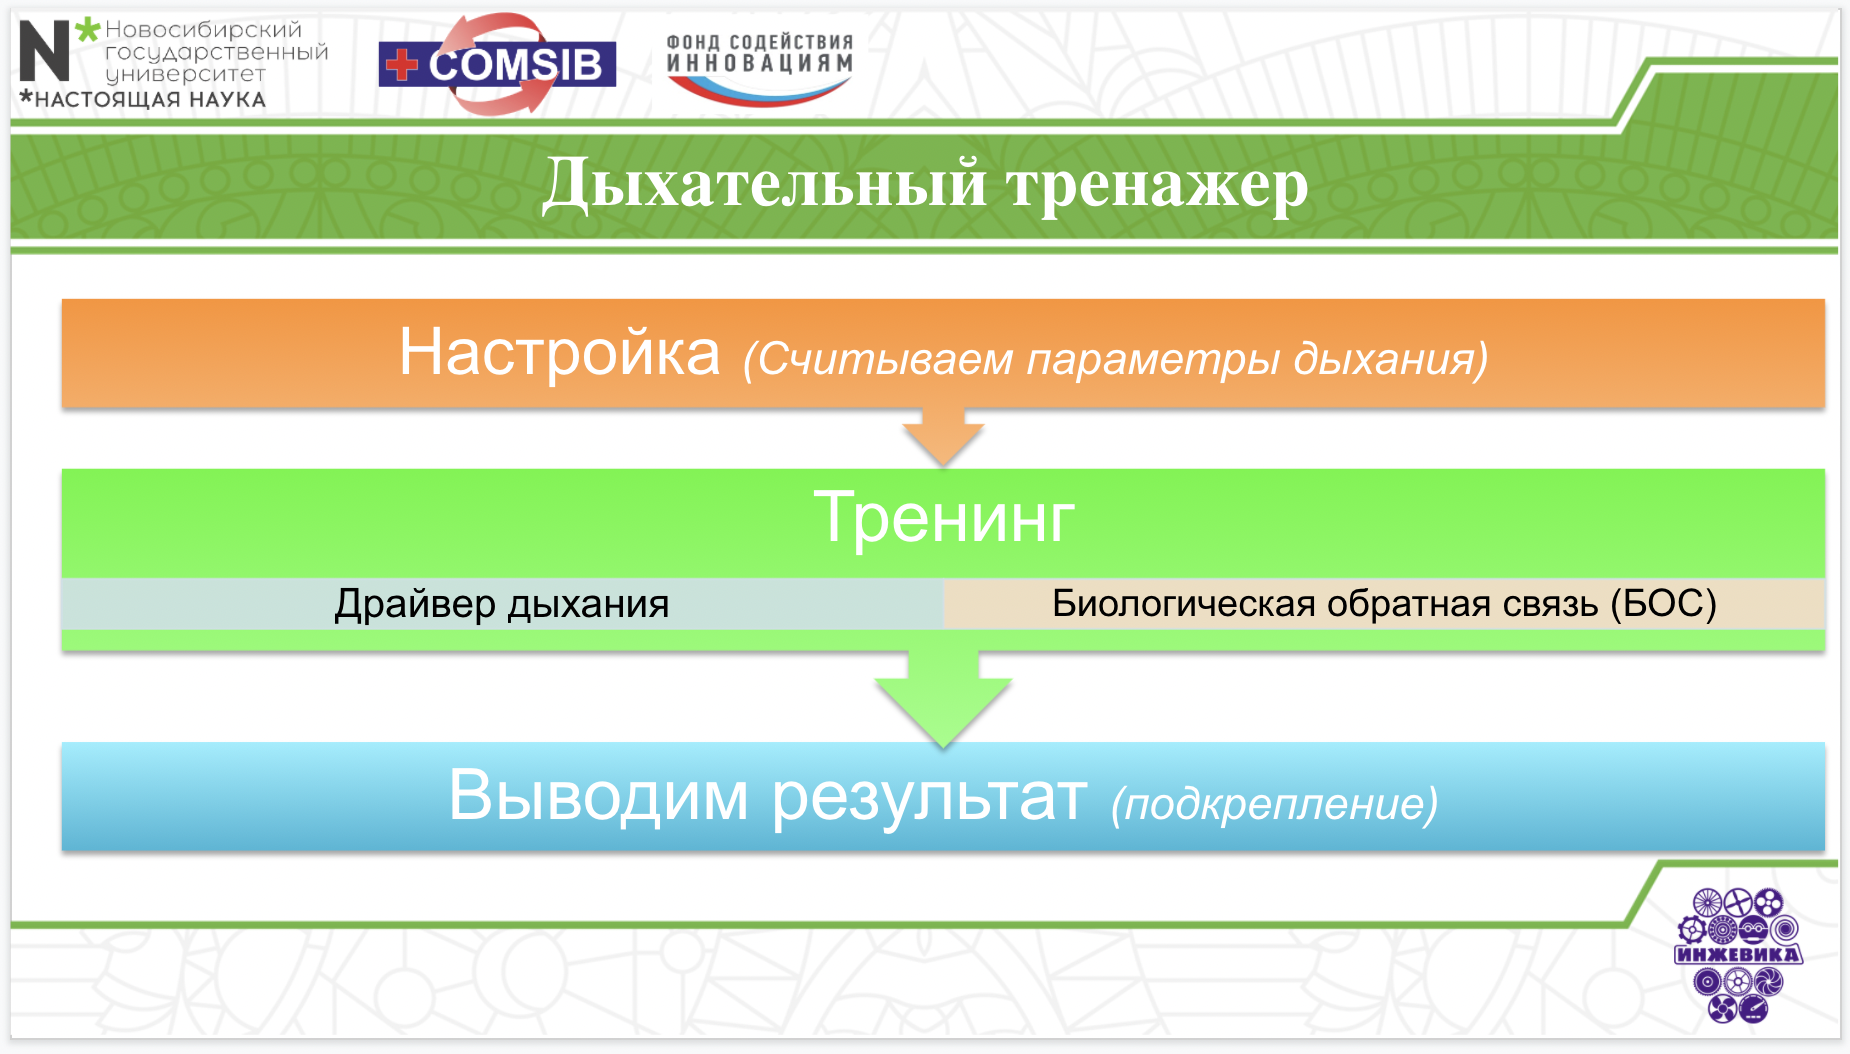 N* Новосибирский
государственный
университет
*НАСТОЯЩАЯ НАУКА
COMSIB
ФОНД СОДЕЙСТВИЯ
ИННОВАЦИЯМ
Дыхательный тренажер
Настройка (Считываем параметры дыхания)
Тренинг
Драйвер дыхания
Биологическая обратная связь (БОС)
Выводим результат (подкрепление)
ИНЖЕВИКА